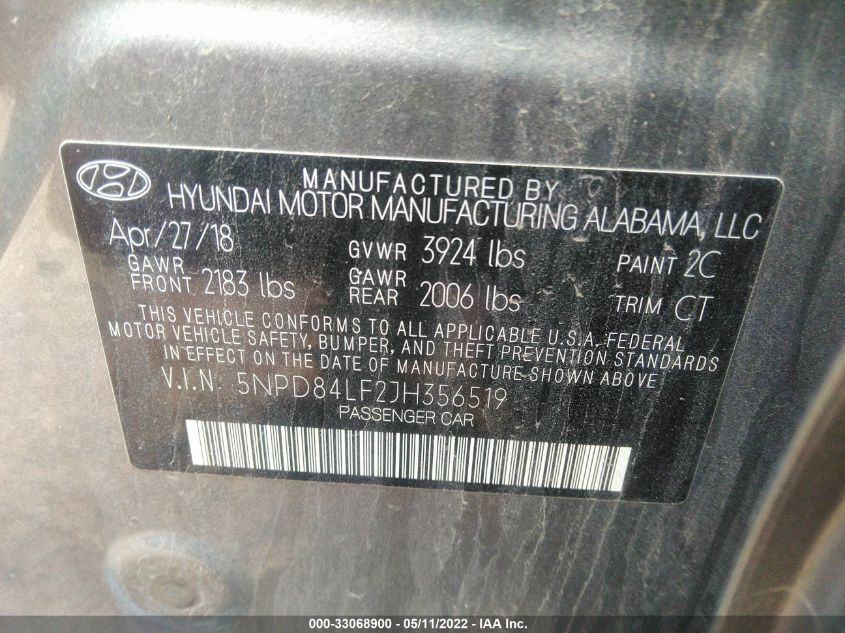 MANUFACTURED BY
HYUNDAI MOTOR MANUFACTURING ALABAMA, LLC
Apr/27/18 GVWR 3924 lbs PAINT 2C
GAWR FRONT 2183 lbs GAWR REAR 2006 lbs TRIM CT
THIS VEHICLE CONFORMS TO ALL APPLICABLE U.S.A. FEDERAL
MOTOR VEHICLE SAFETY, BUMPER, AND THEFT PREVENTION STANDARDS
IN EFFECT ON THE DATE OF MANUFACTURE SHOWN ABOVE
V.I.N. 5NPD84LF2JH356519
PASSENGER CAR
000-33068900 - 05/11/2022 - IAA Inc.